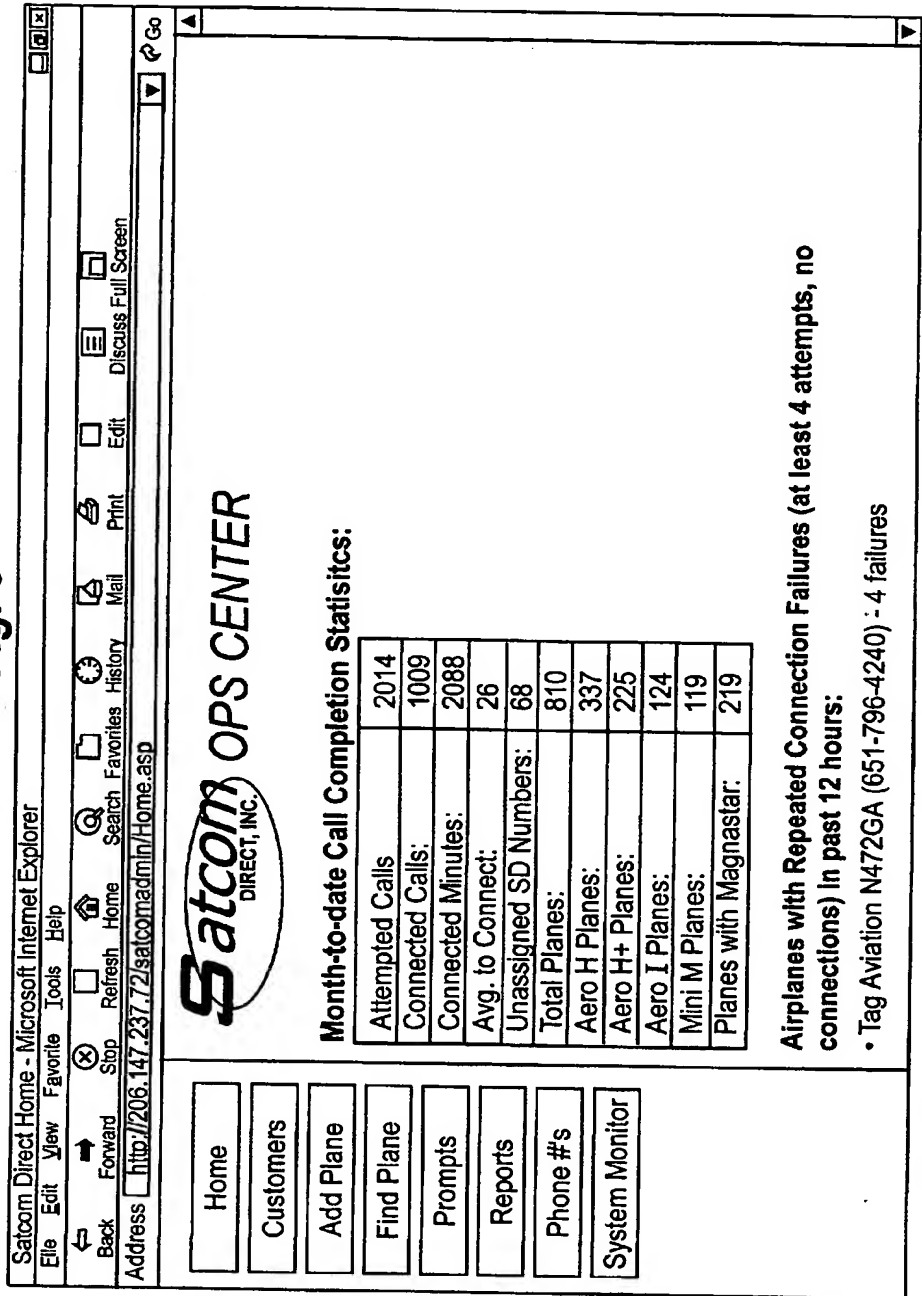 Satcom Direct Home - Microsoft Internet Explorer
File Edit View Favorite Tools Help
Back Forward Stop Refresh Home Search Favorites History Mail Print Edit Discuss Full Screen
Address http://206.147.237.72/satcomadmin/Home.asp Go
Home
Customers
Add Plane
Find Plane
Prompts
Reports
Phone #'s
System Monitor
Satcom OPS CENTER
DIRECT, INC.
Month-to-date Call Completion Statisitcs:
Attempted Calls 2014
Connected Calls: 1009
Connected Minutes: 2088
Avg. to Connect: 26
Unassigned SD Numbers: 68
Total Planes: 810
Aero H Planes: 337
Aero H+ Planes: 225
Aero I Planes: 124
Mini M Planes: 119
Planes with Magnastar: 219
Airplanes with Repeated Connection Failures (at least 4 attempts, no
connections) In past 12 hours:
• Tag Aviation N472GA (651-796-4240) - 4 failures